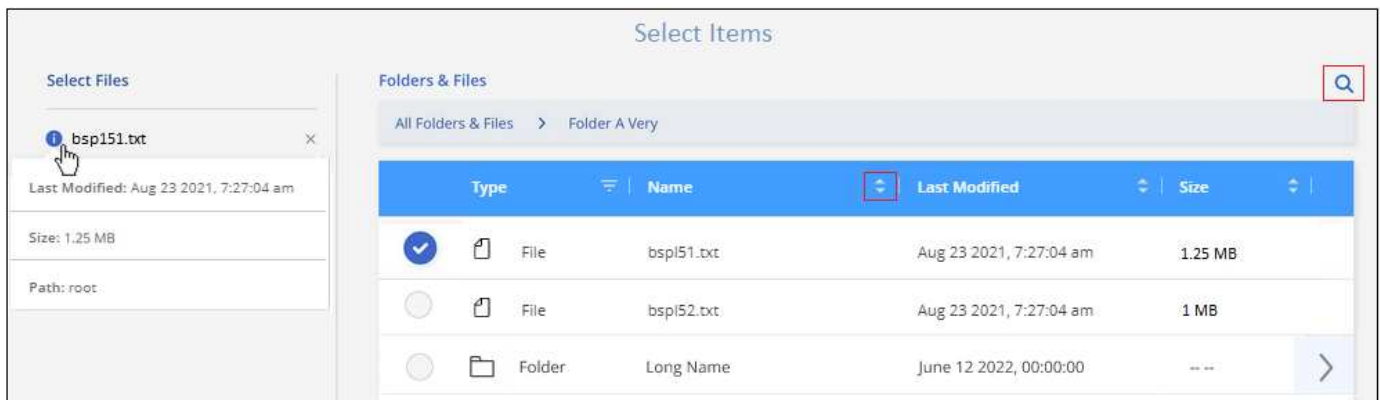 Select Items
Select Files
Folders & Files
bsp151.txt
All Folders & Files > Folder A Very
Last Modified: Aug 23 2021, 7:27:04 am
Size: 1.25 MB
Path: root
Type Name Last Modified Size
File bspl51.txt Aug 23 2021, 7:27:04 am 1.25 MB
File bspl52.txt Aug 23 2021, 7:27:04 am 1 MB
Folder Long Name June 12 2022, 00:00:00 -- --